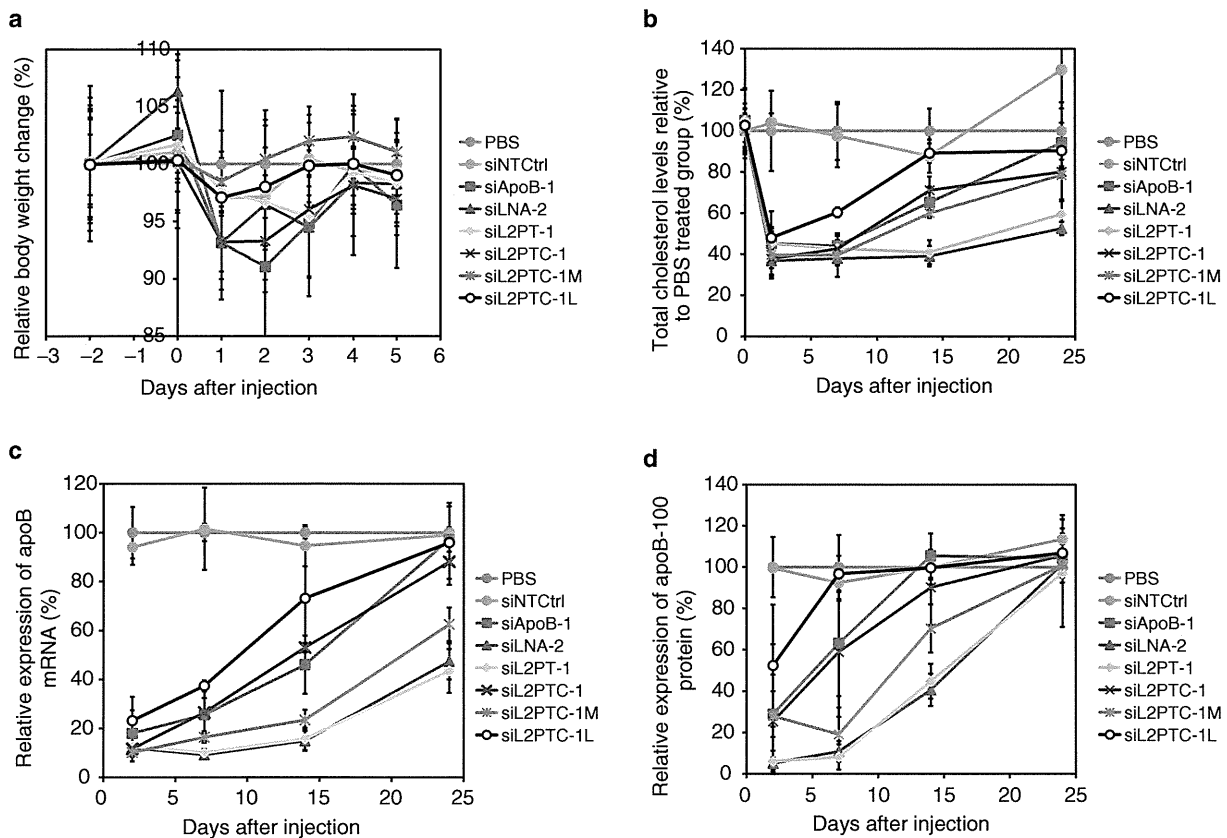 a
Relative body weight change (%)
110
105
100
95
90
85
−3 −2 −1 0 1 2 3 4 5 6
Days after injection
PBS
siNTCtrl
siApoB-1
siLNA-2
siL2PT-1
siL2PTC-1
siL2PTC-1M
siL2PTC-1L
b
Total cholesterol levels relative
to PBS treated group (%)
140
120
100
80
60
40
20
0
0 5 10 15 20 25
Days after injection
PBS
siNTCtrl
siApoB-1
siLNA-2
siL2PT-1
siL2PTC-1
siL2PTC-1M
siL2PTC-1L
c
Relative expression of apoB
mRNA (%)
120
100
80
60
40
20
0
0 5 10 15 20 25
Days after injection
PBS
siNTCtrl
siApoB-1
siLNA-2
siL2PT-1
siL2PTC-1
siL2PTC-1M
siL2PTC-1L
d
Relative expression of apoB-100
protein (%)
140
120
100
80
60
40
20
0
0 5 10 15 20 25
Days after injection
PBS
siNTCtrl
siApoB-1
siLNA-2
siL2PT-1
siL2PTC-1
siL2PTC-1M
siL2PTC-1L